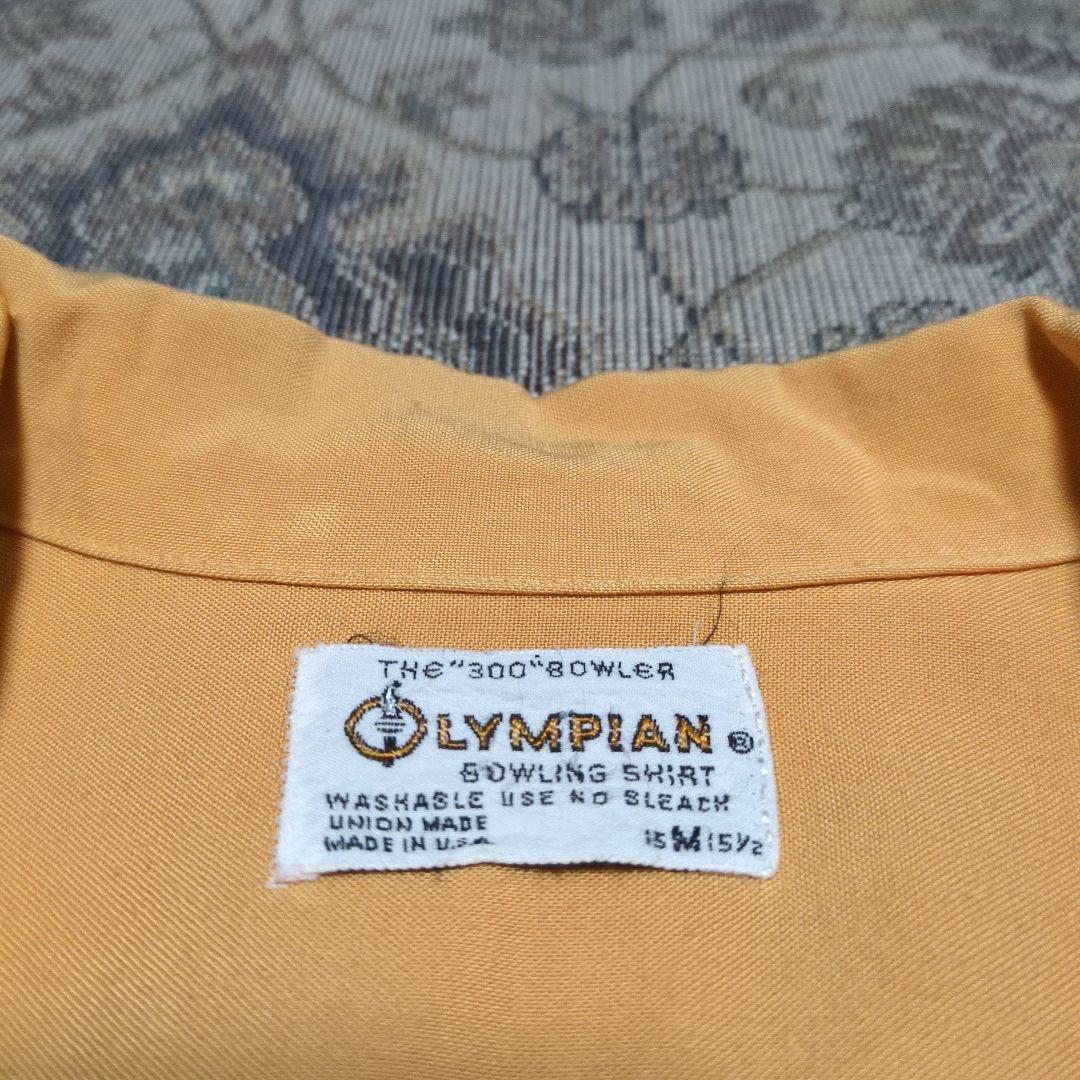 THE "300" BOWLER
OLYMPIAN ®
BOWLING SHIRT
WASHABLE USE NO BLEACH
UNION MADE
MADE IN U.S.A. 15 M 15½